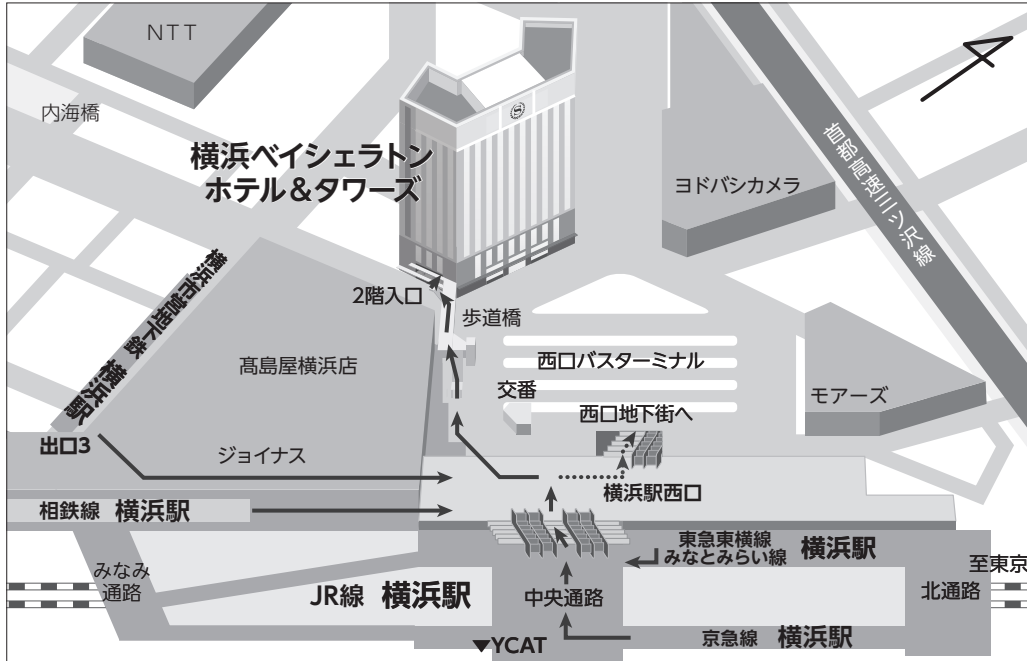 NTT
内海橋
横浜ベイシェラトン
ホテル&タワーズ
S
ヨドバシカメラ
首都高速三ツ沢線
2階入口
歩道橋
横浜市営地下鉄 横浜駅
髙島屋横浜店
西口バスターミナル
交番
西口地下街へ
モアーズ
出口3
ジョイナス
横浜駅西口
相鉄線 横浜駅
東急東横線
みなとみらい線 横浜駅
みなみ
通路
JR線 横浜駅
中央通路
北通路
至東京
▼YCAT
京急線 横浜駅